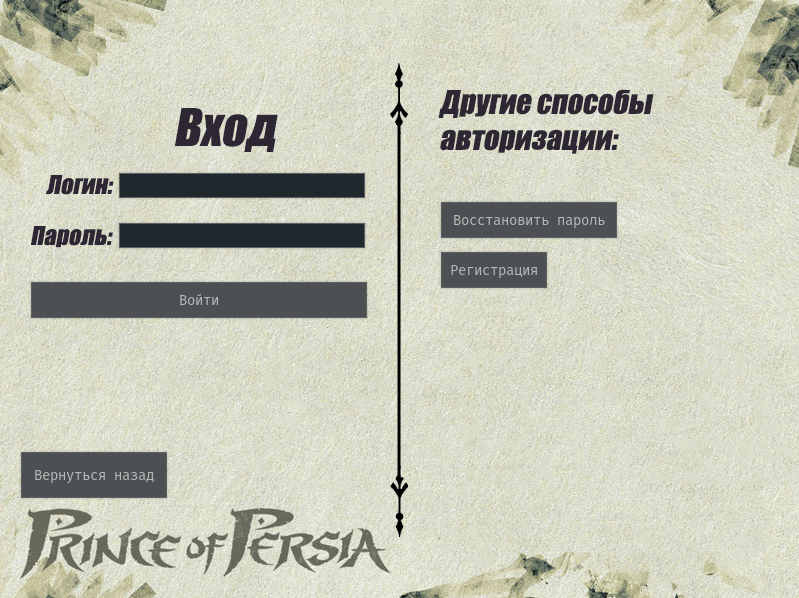 Вход
Логин:
Пароль:
Войти
Другие способы
авторизации:
Восстановить пароль
Регистрация
Вернуться назад
PRINCE OF PERSIA